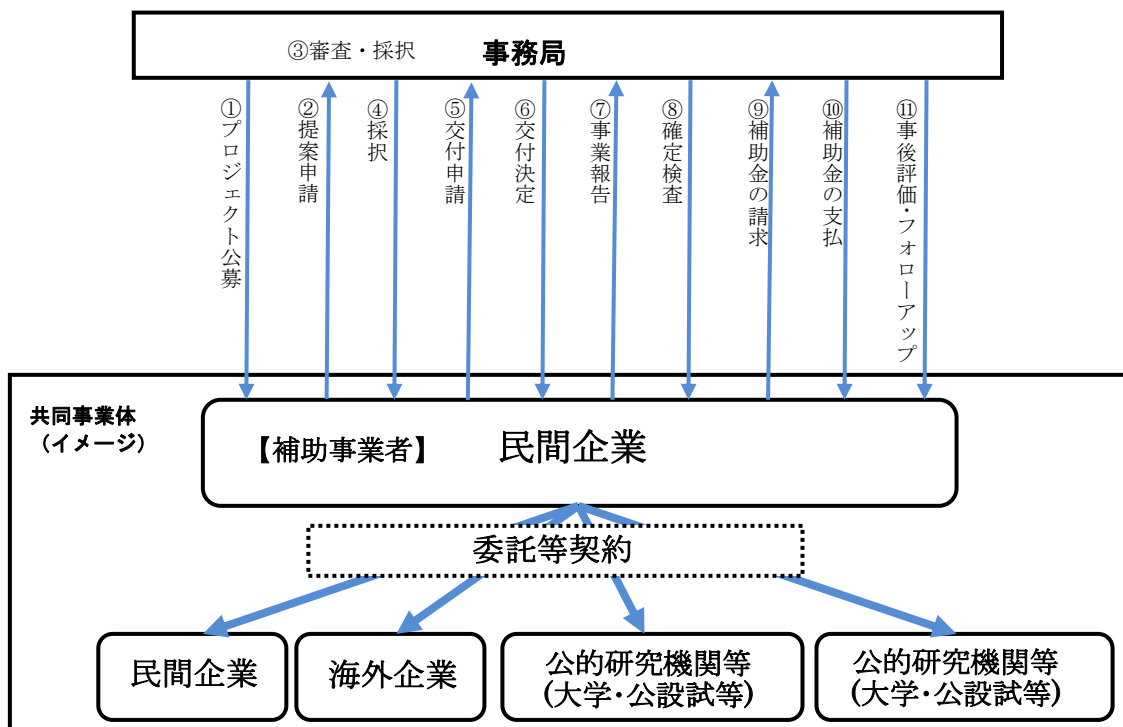 ③審査・採択 事務局
①プロジェクト公募
②提案申請
④採択
⑤交付申請
⑥交付決定
⑦事業報告
⑧確定検査
⑨補助金の請求
⑩補助金の支払
⑪事後評価・フォローアップ
共同事業体
(イメージ)
【補助事業者】 民間企業
委託等契約
民間企業
海外企業
公的研究機関等
(大学・公設試等)
公的研究機関等
(大学・公設試等)